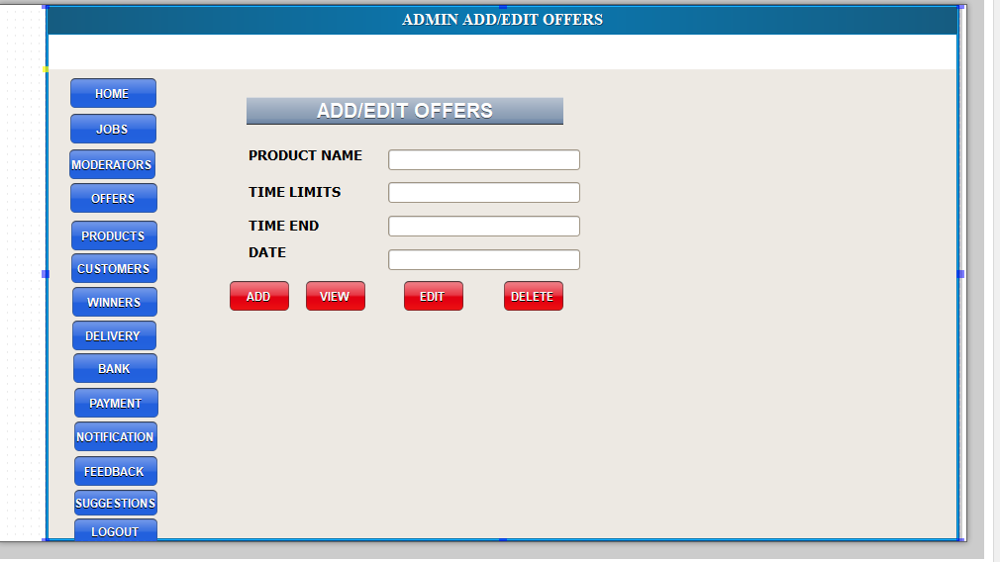 ADMIN ADD/EDIT OFFERS
HOME
JOBS
MODERATORS
OFFERS
PRODUCTS
CUSTOMERS
WINNERS
DELIVERY
BANK
PAYMENT
NOTIFICATION
FEEDBACK
SUGGESTIONS
LOGOUT
ADD/EDIT OFFERS
PRODUCT NAME
TIME LIMITS
TIME END
DATE
ADD VIEW EDIT DELETE